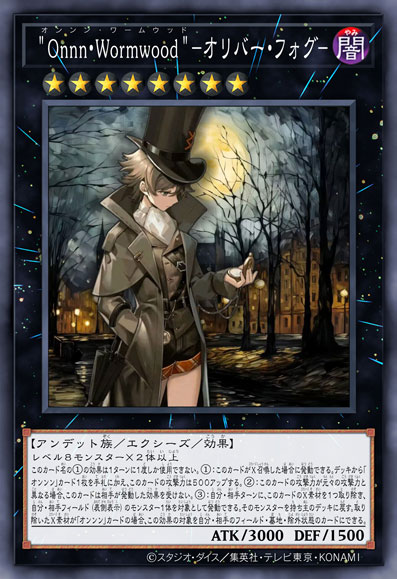 オンンン・ワームウッド
"Onnn•Wormwood"−オリバ〜・フォグ−
やみ
闇
【アンデット族／エクシーズ／効果】
レベル８モンスター×２体以上
このカード名の①の効果は１ターンに１度しか使用できない。①：このカードがX召喚した場合に発動できる。デッキから「
オンンン」カード１枚を手札に加え、このカードの攻撃力は５００アップする。②：このカードの攻撃力が元々の攻撃力と
異なる場合、このカードは相手が発動した効果を受けない。③：自分・相手ターンに、このカードのX素材を１つ取り除き、
自分・相手フィールド（表側表示）のモンスター１体を対象として発動できる。そのモンスターを持ち主のデッキに戻す。取り
除いたX素材が「オンンン」カードの場合、この効果の対象を自分・相手のフィールド・墓地・除外状態のカードにできる。
ATK/3000 DEF/1500
©スタジオ・ダイス／集英社・テレビ東京・KONAMI